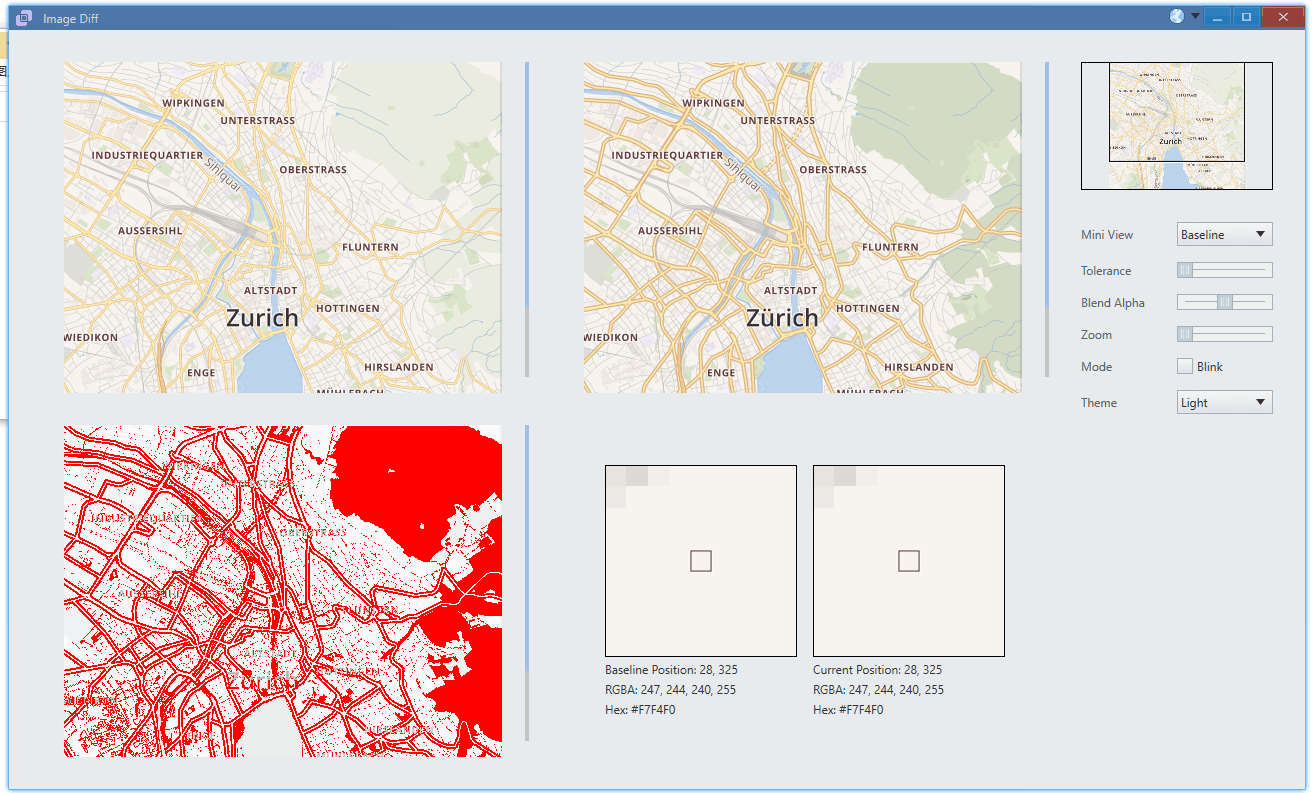 Image Diff
WIPKINGEN
UNTERSTRASS
INDUSTRIEQUARTIER
Sihlquai
OBERSTRASS
AUSSERSIHL
FLUNTERN
ALTSTADT
HOTTINGEN
Zurich
WIEDIKON
ENGE
HIRSLANDEN
MÜHLEBACH
WIPKINGEN
UNTERSTRASS
INDUSTRIEQUARTIER
Sihlquai
OBERSTRASS
AUSSERSIHL
FLUNTERN
ALTSTADT
HOTTINGEN
Zürich
WIEDIKON
ENGE
HIRSLANDEN
MÜHLEBACH
Zurich
Mini View Baseline
Tolerance
Blend Alpha
Zoom
Mode Blink
Theme Light
Baseline Position: 28, 325
RGBA: 247, 244, 240, 255
Hex: #F7F4F0
Current Position: 28, 325
RGBA: 247, 244, 240, 255
Hex: #F7F4F0